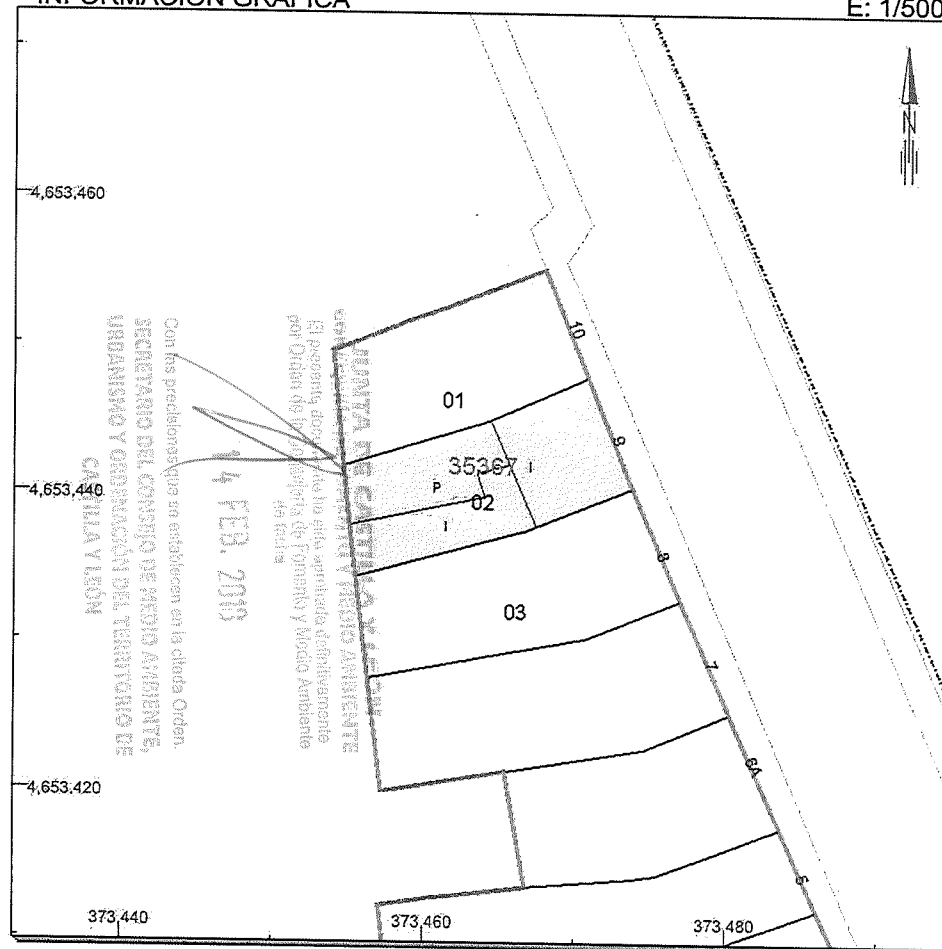 INFORMACIÓN GRÁFICA
E: 1/500
N
4,653,460
10
01
9
35367
I
4,653,440
P
02
I
8
03
7
6A
4,653,420
5
373,440
373,460
373,480
JUNTA DE CASTILLA Y LEÓN
Y MEDIO AMBIENTE
El presente documento ha sido aprobado definitivamente
por Orden de la Consejería de Fomento y Medio Ambiente
de fecha
14 FEB. 2018
Con las precisiones que se establecen en la citada Orden.
SECRETARIO DEL CONSEJO DE MEDIO AMBIENTE,
URBANISMO Y ORDENACIÓN DEL TERRITORIO DE
CASTILLA Y LEÓN